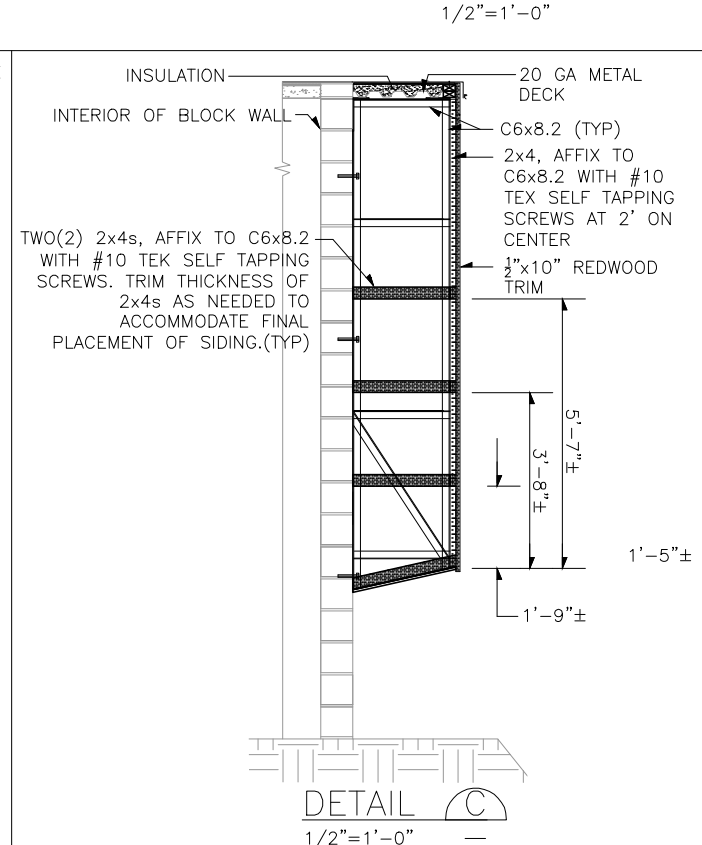 1/2"=1'-0"
INSULATION
20 GA METAL
DECK
INTERIOR OF BLOCK WALL
C6x8.2 (TYP)
2x4, AFFIX TO
C6x8.2 WITH #10
TEX SELF TAPPING
SCREWS AT 2' ON
CENTER
TWO(2) 2x4s, AFFIX TO C6x8.2
WITH #10 TEK SELF TAPPING
SCREWS. TRIM THICKNESS OF
2x4s AS NEEDED TO
ACCOMMODATE FINAL
PLACEMENT OF SIDING.(TYP)
1/2"x10" REDWOOD
TRIM
5'-7"±
3'-8"±
1'-5"±
1'-9"±
DETAIL C
1/2"=1'-0" —